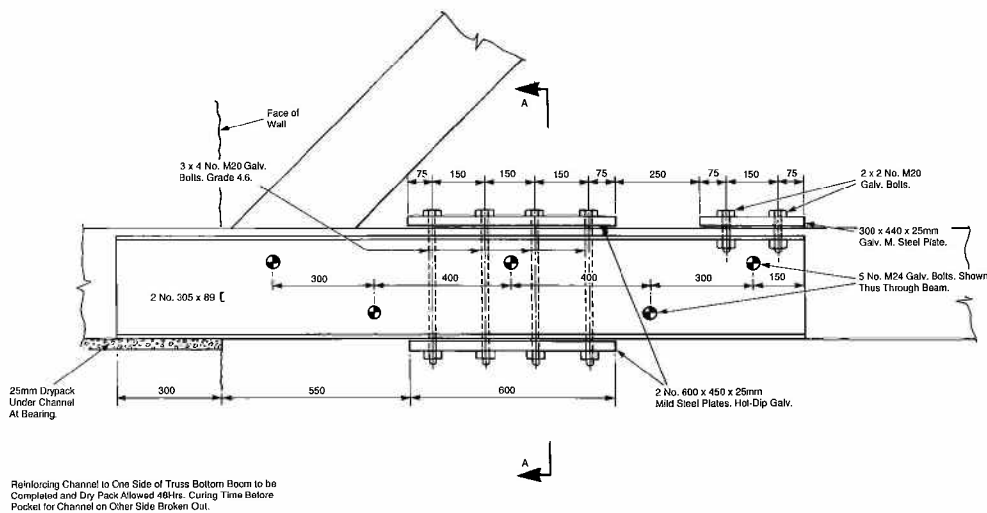 A
Face of
Wall
3 x 4 No. M20 Galv.
Bolts. Grade 4.6.
75 150 150 150 75 250 75 150 75
2 x 2 No. M20
Galv. Bolts.
300 x 440 x 25mm
Galv. M. Steel Plate.
300 400 400 300 150
5 No. M24 Galv. Bolts. Shown
Thus Through Beam.
2 No. 305 x 89 [
25mm Drypack
Under Channel
At Bearing.
300 550 600
2 No. 600 x 450 x 25mm
Mild Steel Plates. Hot-Dip Galv.
A
Reinforcing Channel to One Side of Truss Bottom Boom to be
Completed and Dry Pack Allowed 48Hrs. Curing Time Before
Pocket for Channel on Other Side Broken Out.